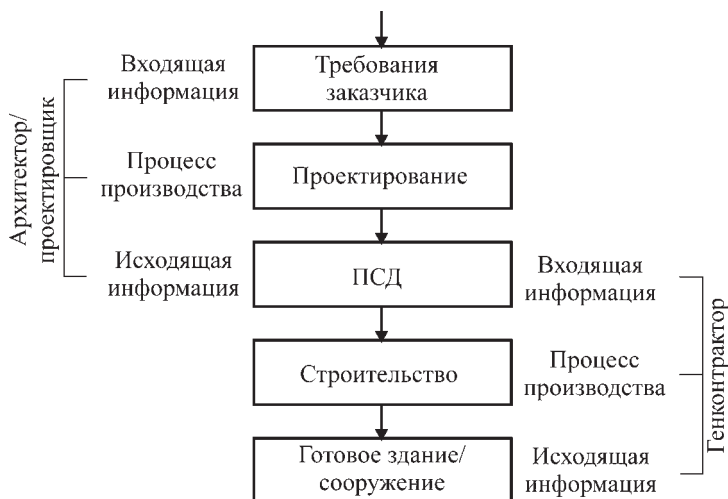 Входящая
информация
Требования
заказчика
Архитектор/
проектировщик
Процесс
производства
Проектирование
Исходящая
информация
ПСД
Входящая
информация
Строительство
Процесс
производства
Генконтрактор
Готовое здание/
сооружение
Исходящая
информация